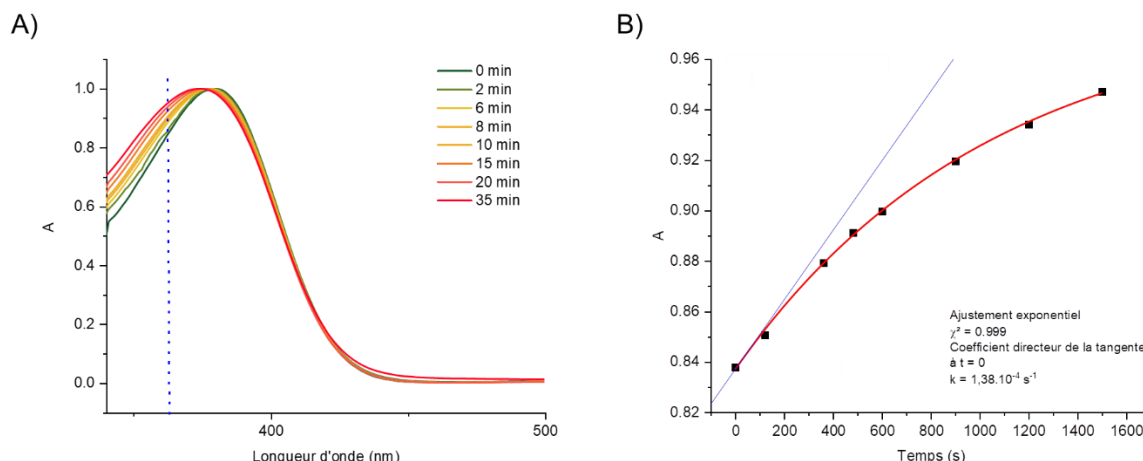 A)
A
1.0
0.8
0.6
0.4
0.2
0.0
400
500
Longueur d'onde (nm)
0 min
2 min
6 min
8 min
10 min
15 min
20 min
35 min
B)
A
0.96
0.94
0.92
0.90
0.88
0.86
0.84
0.82
0
200
400
600
800
1000
1200
1400
1600
Temps (s)
Ajustement exponentiel
χ² = 0.999
Coefficient directeur de la tangente
à t = 0
k = 1,38.10⁻⁴ s⁻¹